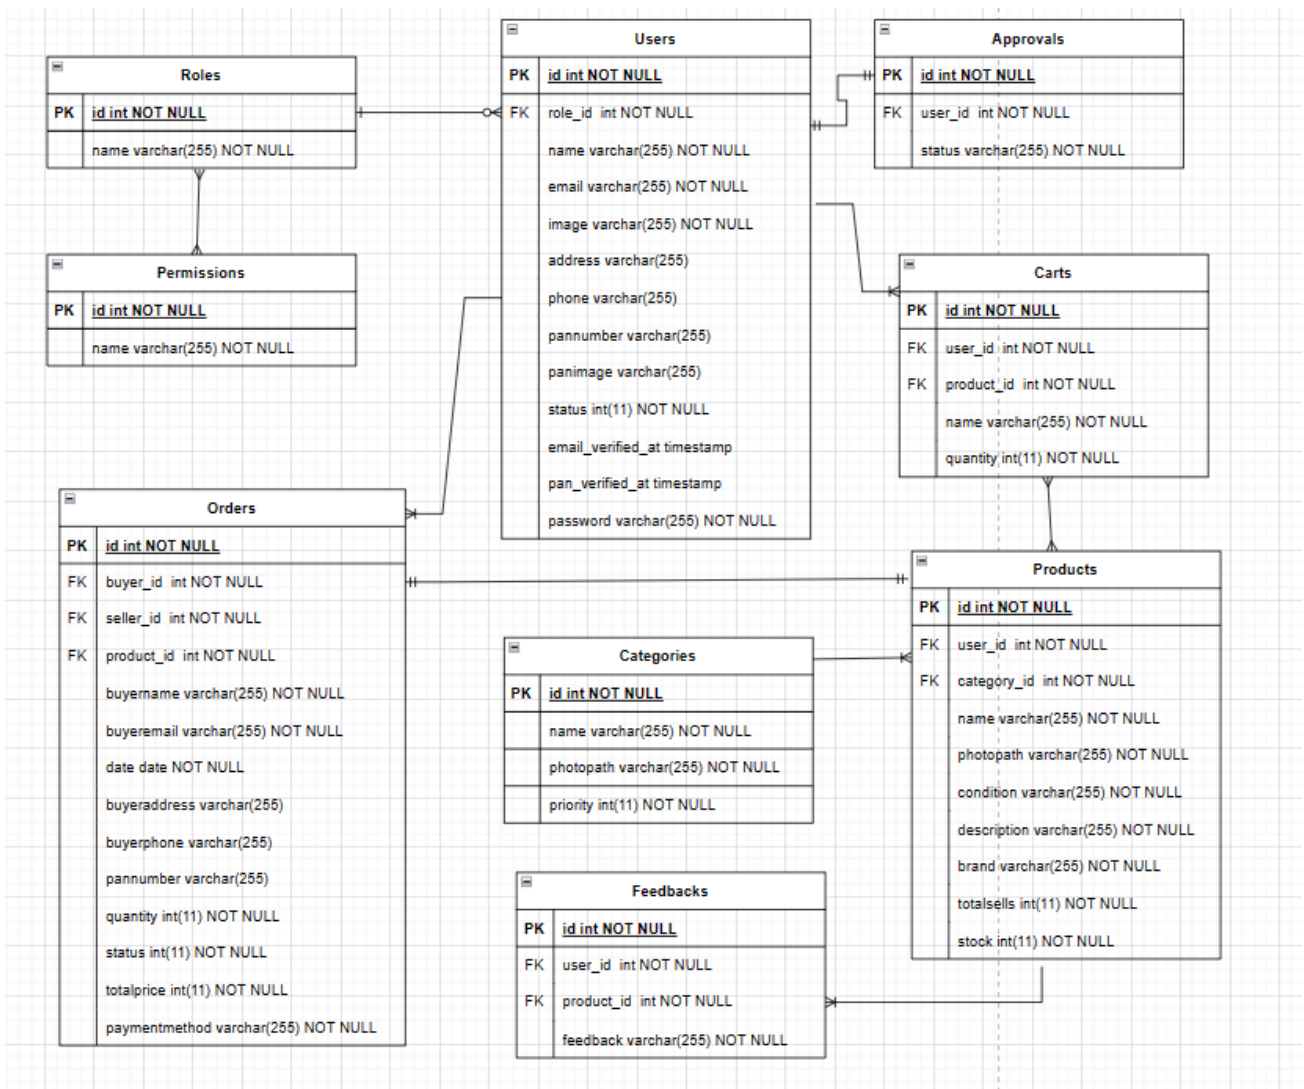 Roles
PK id int NOT NULL
name varchar(255) NOT NULL
Permissions
PK id int NOT NULL
name varchar(255) NOT NULL
Users
PK id int NOT NULL
FK role_id int NOT NULL
name varchar(255) NOT NULL
email varchar(255) NOT NULL
image varchar(255) NOT NULL
address varchar(255)
phone varchar(255)
pannumber varchar(255)
panimage varchar(255)
status int(11) NOT NULL
email_verified_at timestamp
pan_verified_at timestamp
password varchar(255) NOT NULL
Approvals
PK id int NOT NULL
FK user_id int NOT NULL
status varchar(255) NOT NULL
Carts
PK id int NOT NULL
FK user_id int NOT NULL
FK product_id int NOT NULL
name varchar(255) NOT NULL
quantity int(11) NOT NULL
Orders
PK id int NOT NULL
FK buyer_id int NOT NULL
FK seller_id int NOT NULL
FK product_id int NOT NULL
buyername varchar(255) NOT NULL
buyeremail varchar(255) NOT NULL
date date NOT NULL
buyeraddress varchar(255)
buyerphone varchar(255)
pannumber varchar(255)
quantity int(11) NOT NULL
status int(11) NOT NULL
totalprice int(11) NOT NULL
paymentmethod varchar(255) NOT NULL
Categories
PK id int NOT NULL
name varchar(255) NOT NULL
photopath varchar(255) NOT NULL
priority int(11) NOT NULL
Products
PK id int NOT NULL
FK user_id int NOT NULL
FK category_id int NOT NULL
name varchar(255) NOT NULL
photopath varchar(255) NOT NULL
condition varchar(255) NOT NULL
description varchar(255) NOT NULL
brand varchar(255) NOT NULL
totalsells int(11) NOT NULL
stock int(11) NOT NULL
Feedbacks
PK id int NOT NULL
FK user_id int NOT NULL
FK product_id int NOT NULL
feedback varchar(255) NOT NULL